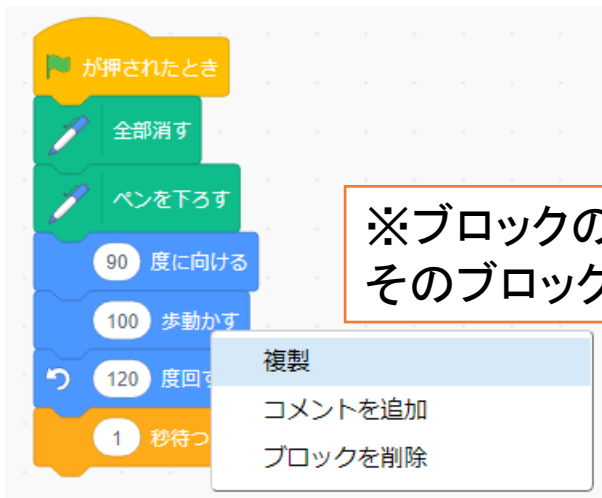 が押されたとき
全部消す
ペンを下ろす
90 度に向ける
100 歩動かす
120 度回
1 秒待つ
※ブロックの
そのブロック
複製
コメントを追加
ブロックを削除